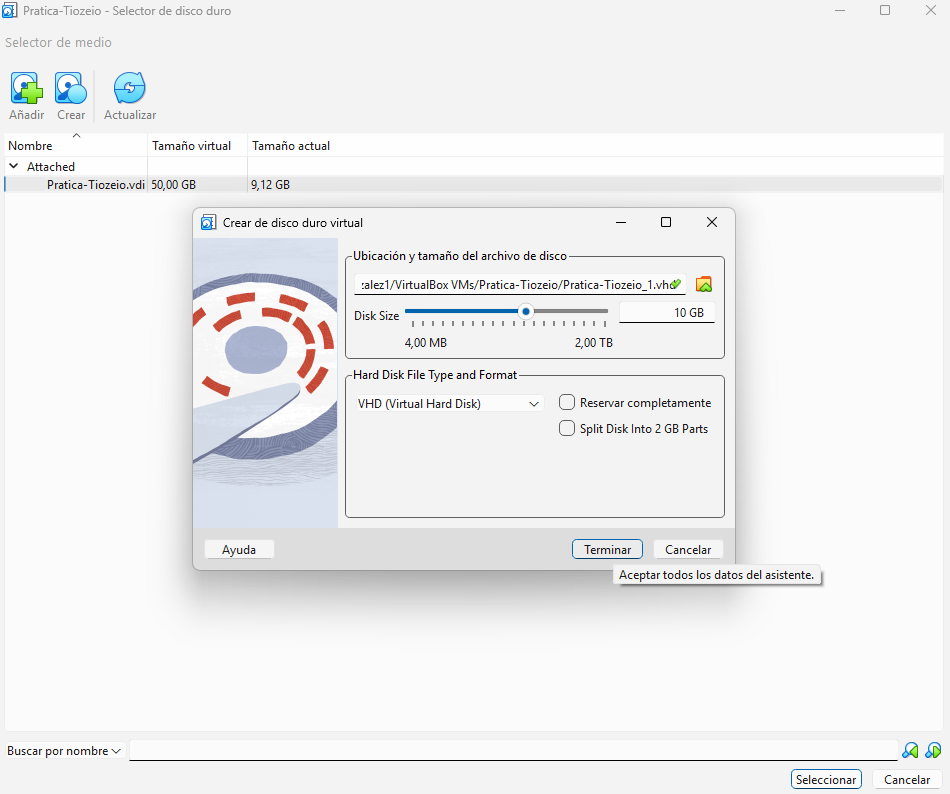 Pratica-Tiozeio - Selector de disco duro
Selector de medio
Añadir Crear Actualizar
Nombre Tamaño virtual Tamaño actual
Attached
Pratica-Tiozeio.vdi 50,00 GB 9,12 GB
Crear de disco duro virtual
Ubicación y tamaño del archivo de disco
alez1/VirtualBox VMs/Pratica-Tiozeio/Pratica-Tiozeio_1.vhd
Disk Size 10 GB
4,00 MB 2,00 TB
Hard Disk File Type and Format
VHD (Virtual Hard Disk) Reservar completamente
Split Disk Into 2 GB Parts
Ayuda Terminar Cancelar
Aceptar todos los datos del asistente.
Buscar por nombre
Seleccionar Cancelar